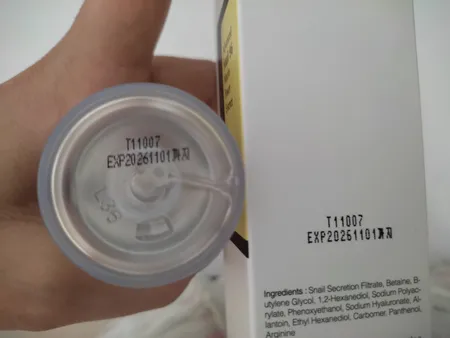 T11007
EXP20261101까지
L39
T11007
EXP20261101까지
Ingredients : Snail Secretion Filtrate, Betaine, B-
utylene Glycol, 1,2-Hexanediol, Sodium Polyac-
rylate, Phenoxyethanol, Sodium Hyaluronate, Al-
lantoin, Ethyl Hexanediol, Carbomer, Panthenol,
Arginine